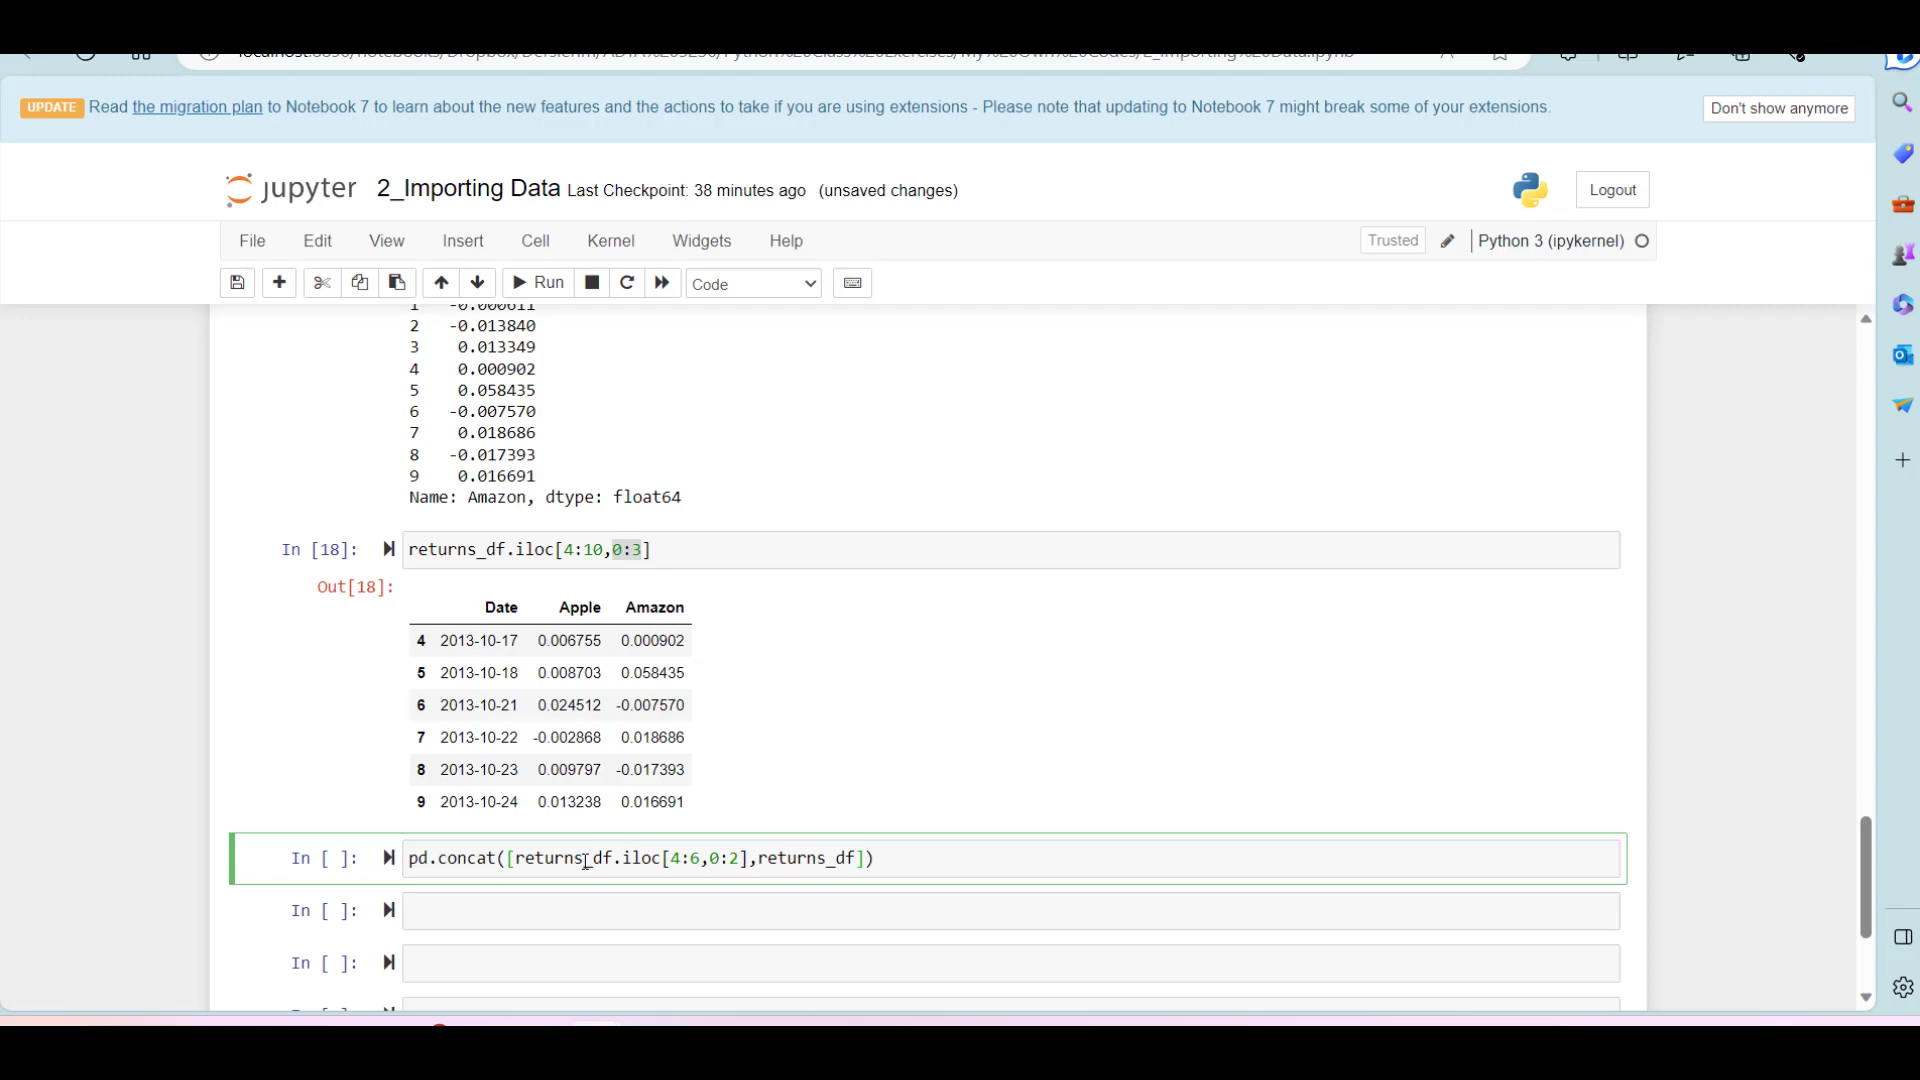 UPDATE Read the migration plan to Notebook 7 to learn about the new features and the actions to take if you are using extensions - Please note that updating to Notebook 7 might break some of your extensions. Don't show anymore
jupyter 2_Importing Data Last Checkpoint: 38 minutes ago (unsaved changes) Logout
File Edit View Insert Cell Kernel Widgets Help Trusted Python 3 (ipykernel)
Run Code
1 -0.000611
2 -0.013840
3 0.013349
4 0.000902
5 0.058435
6 -0.007570
7 0.018686
8 -0.017393
9 0.016691
Name: Amazon, dtype: float64
In [18]: returns_df.iloc[4:10,0:3]
Out[18]:
Date Apple Amazon
4 2013-10-17 0.006755 0.000902
5 2013-10-18 0.008703 0.058435
6 2013-10-21 0.024512 -0.007570
7 2013-10-22 -0.002868 0.018686
8 2013-10-23 0.009797 -0.017393
9 2013-10-24 0.013238 0.016691
In [ ]: pd.concat([returns_df.iloc[4:6,0:2],returns_df])
In [ ]:
In [ ]: